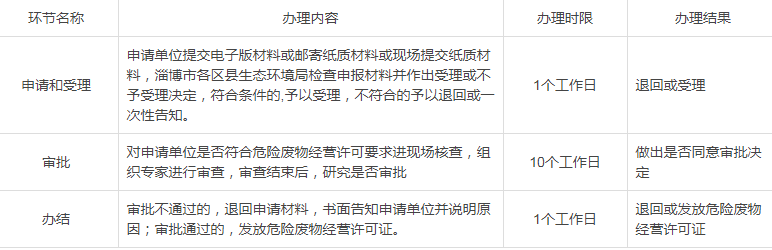 环节名称 办理内容 办理时限 办理结果
申请和受理
申请单位提交电子版材料或邮寄纸质材料或现场提交纸质材
料，淄博市各区县生态环境局检查申报材料并作出受理或不
予受理决定，符合条件的,予以受理，不符合的予以退回或一
次性告知。
1个工作日
退回或受理
审批
对申请单位是否符合危险废物经营许可要求进现场核查，组
织专家进行审查，审查结束后，研究是否审批
10个工作日
做出是否同意审批决
定
办结
审批不通过的，退回申请材料，书面告知申请单位并说明原
因；审批通过的，发放危险废物经营许可证。
1个工作日
退回或发放危险废物
经营许可证